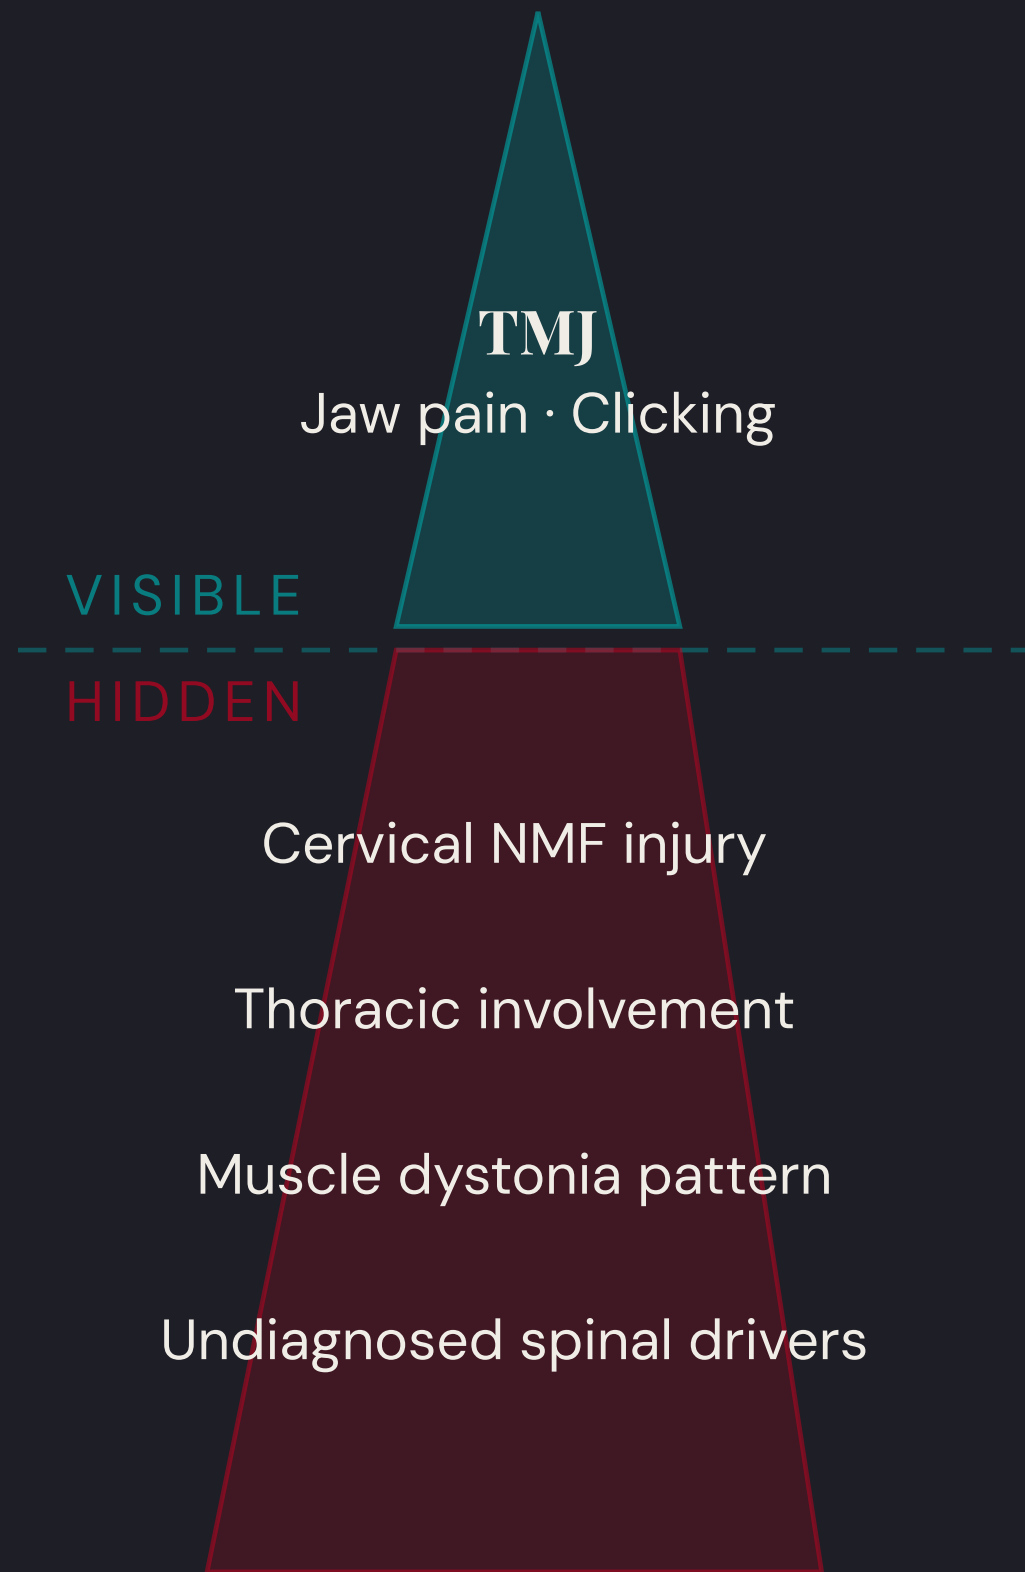 TMJ
Jaw pain · Clicking
VISIBLE
HIDDEN
Cervical NMF injury
Thoracic involvement
Muscle dystonia pattern
Undiagnosed spinal drivers